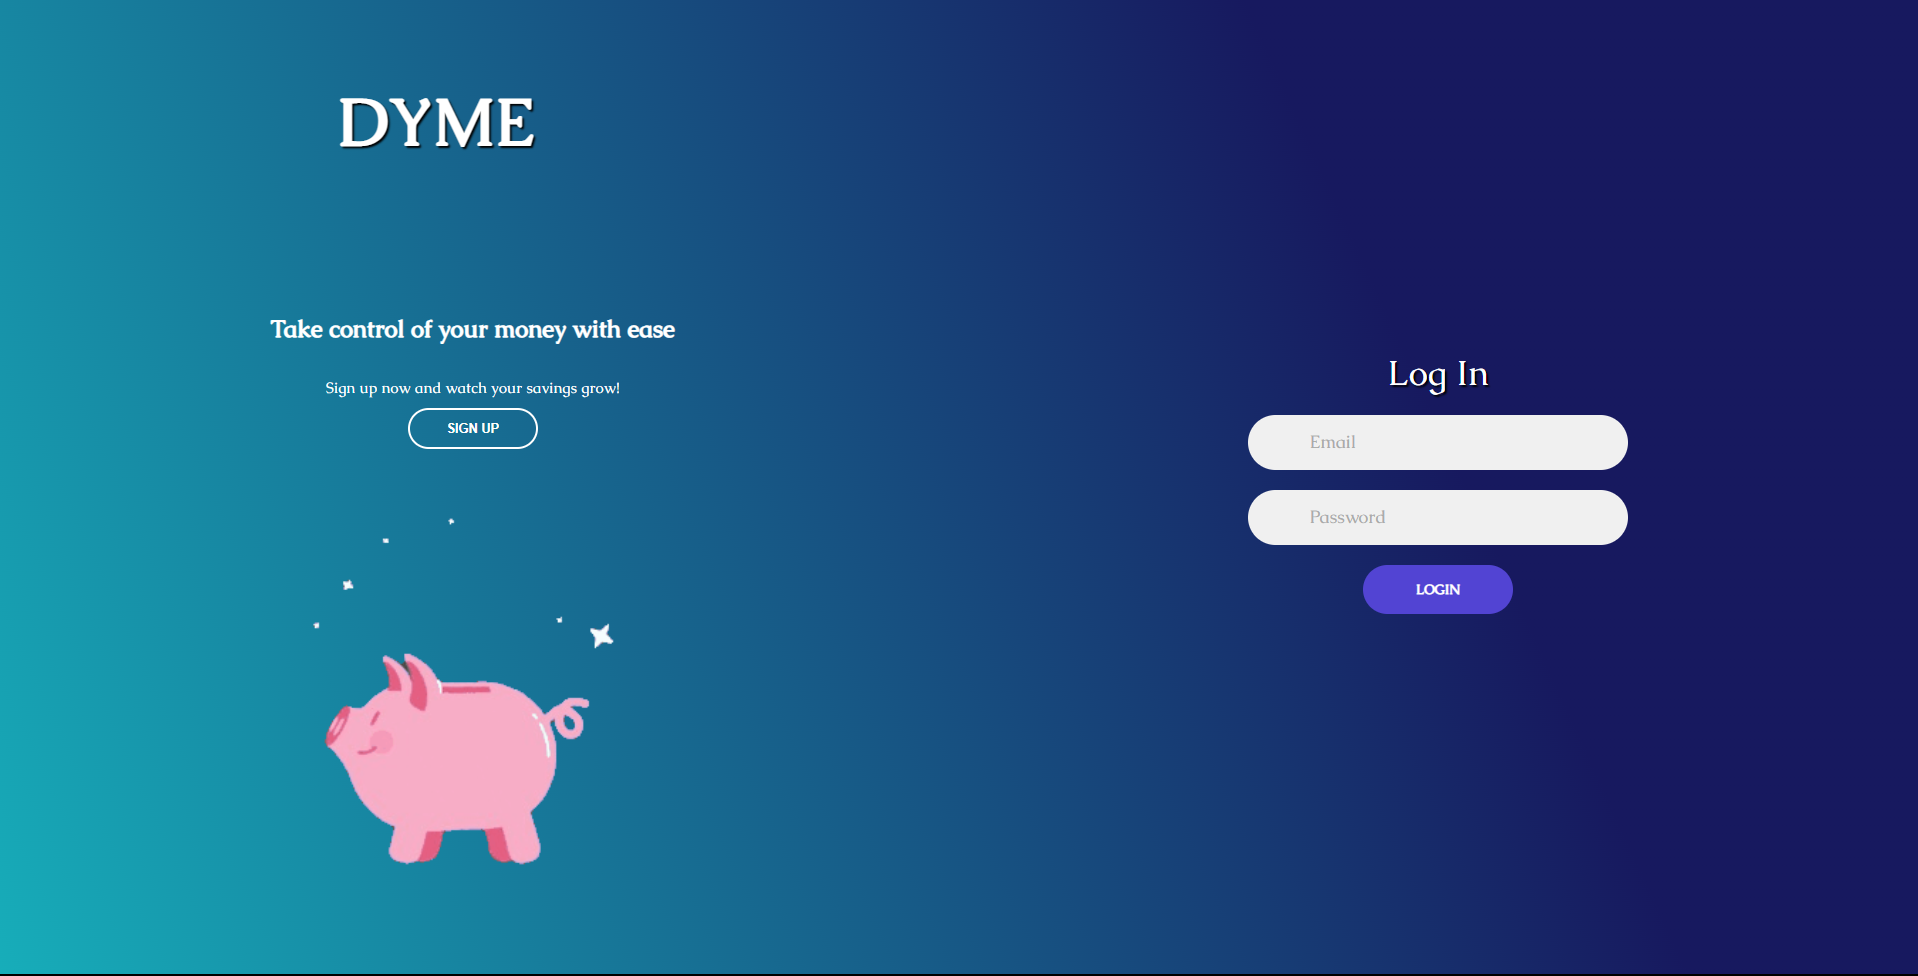 DYME
Take control of your money with ease
Sign up now and watch your savings grow!
SIGN UP
Log In
Email
Password
LOGIN